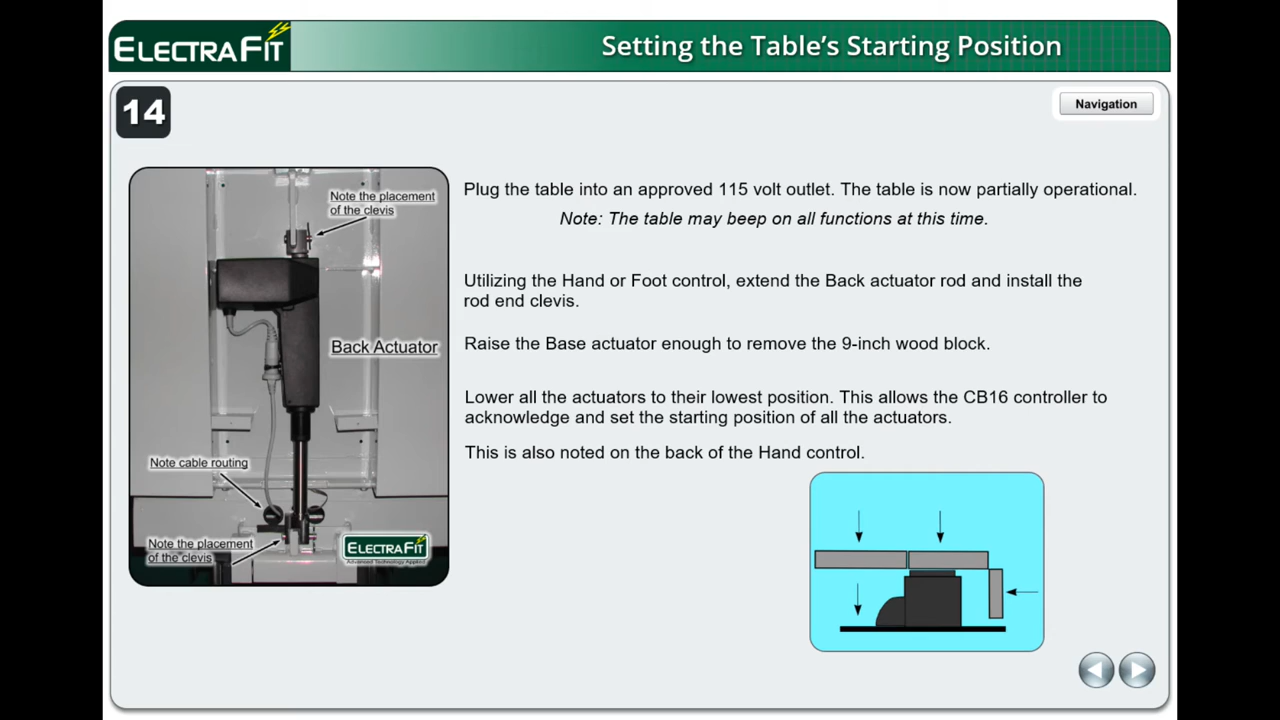 ELECTRAFIT
Setting the Table's Starting Position
14
Navigation
Note the placement
of the clevis
Back Actuator
Note cable routing
Note the placement
of the clevis
ELECTRAFIT
Advanced Technology Applied
Plug the table into an approved 115 volt outlet. The table is now partially operational.
Note: The table may beep on all functions at this time.
Utilizing the Hand or Foot control, extend the Back actuator rod and install the
rod end clevis.
Raise the Base actuator enough to remove the 9-inch wood block.
Lower all the actuators to their lowest position. This allows the CB16 controller to
acknowledge and set the starting position of all the actuators.
This is also noted on the back of the Hand control.